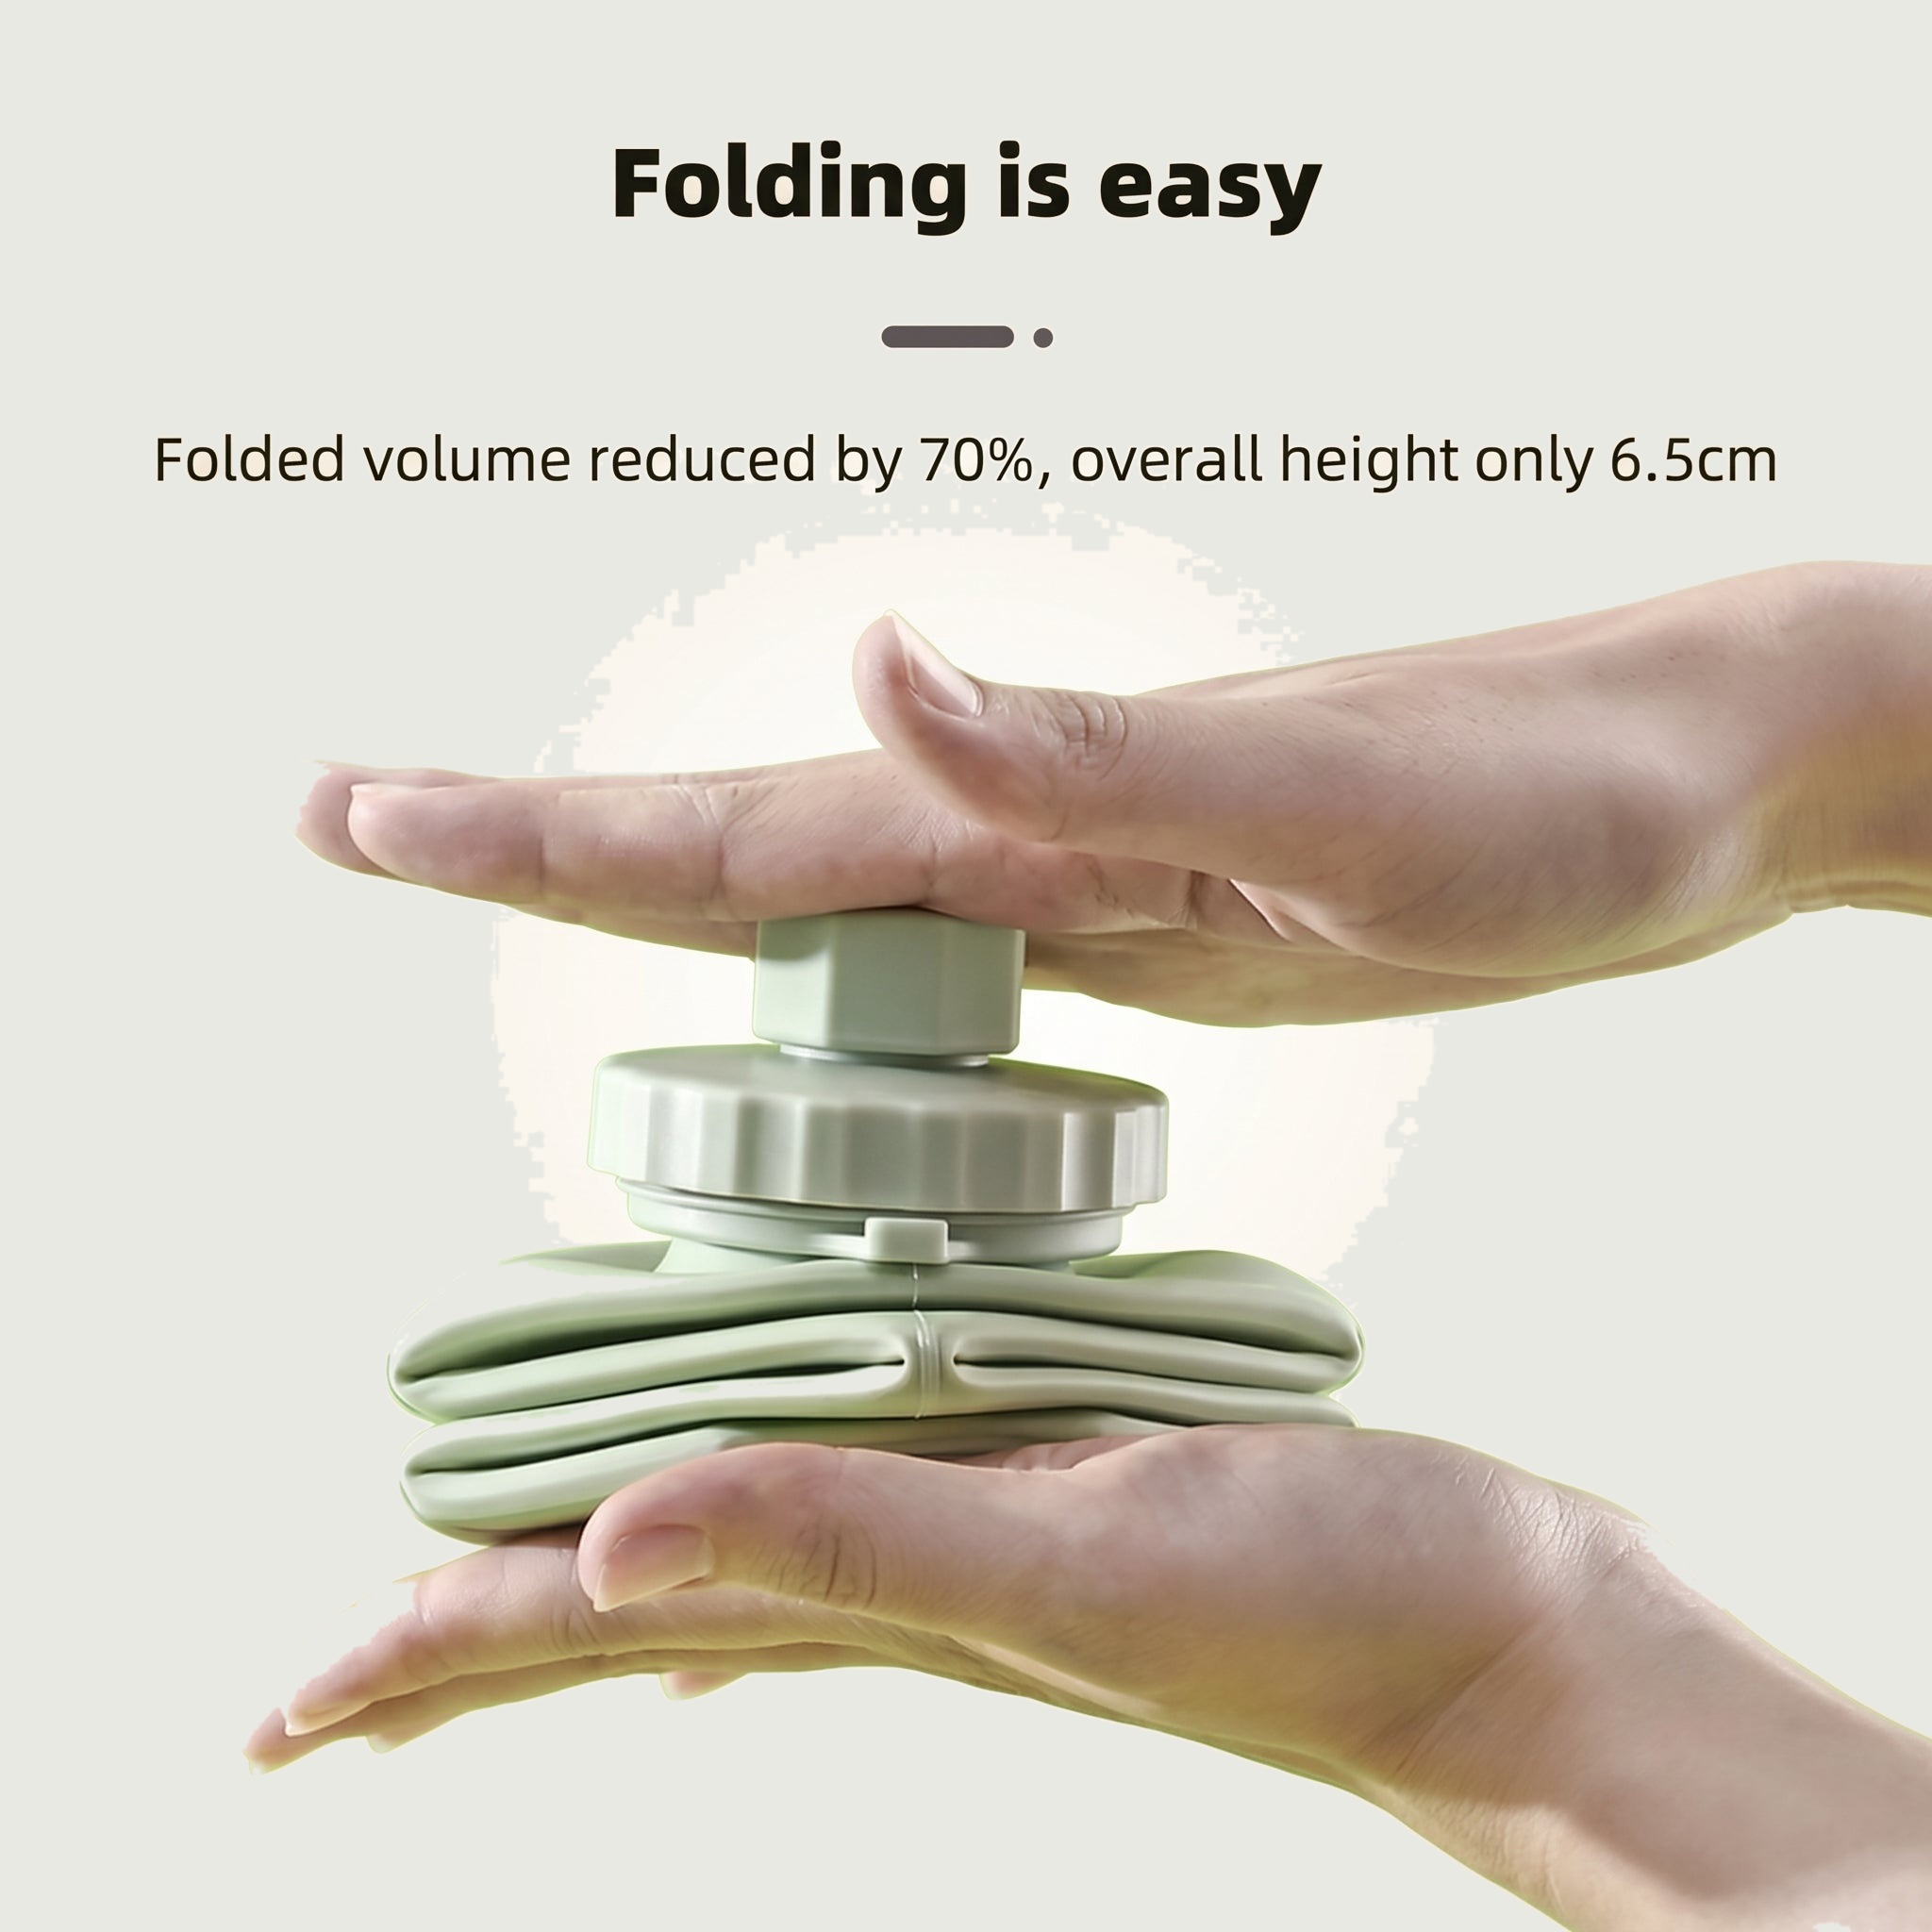 Folding is easy
Folded volume reduced by 70%, overall height only 6.5cm